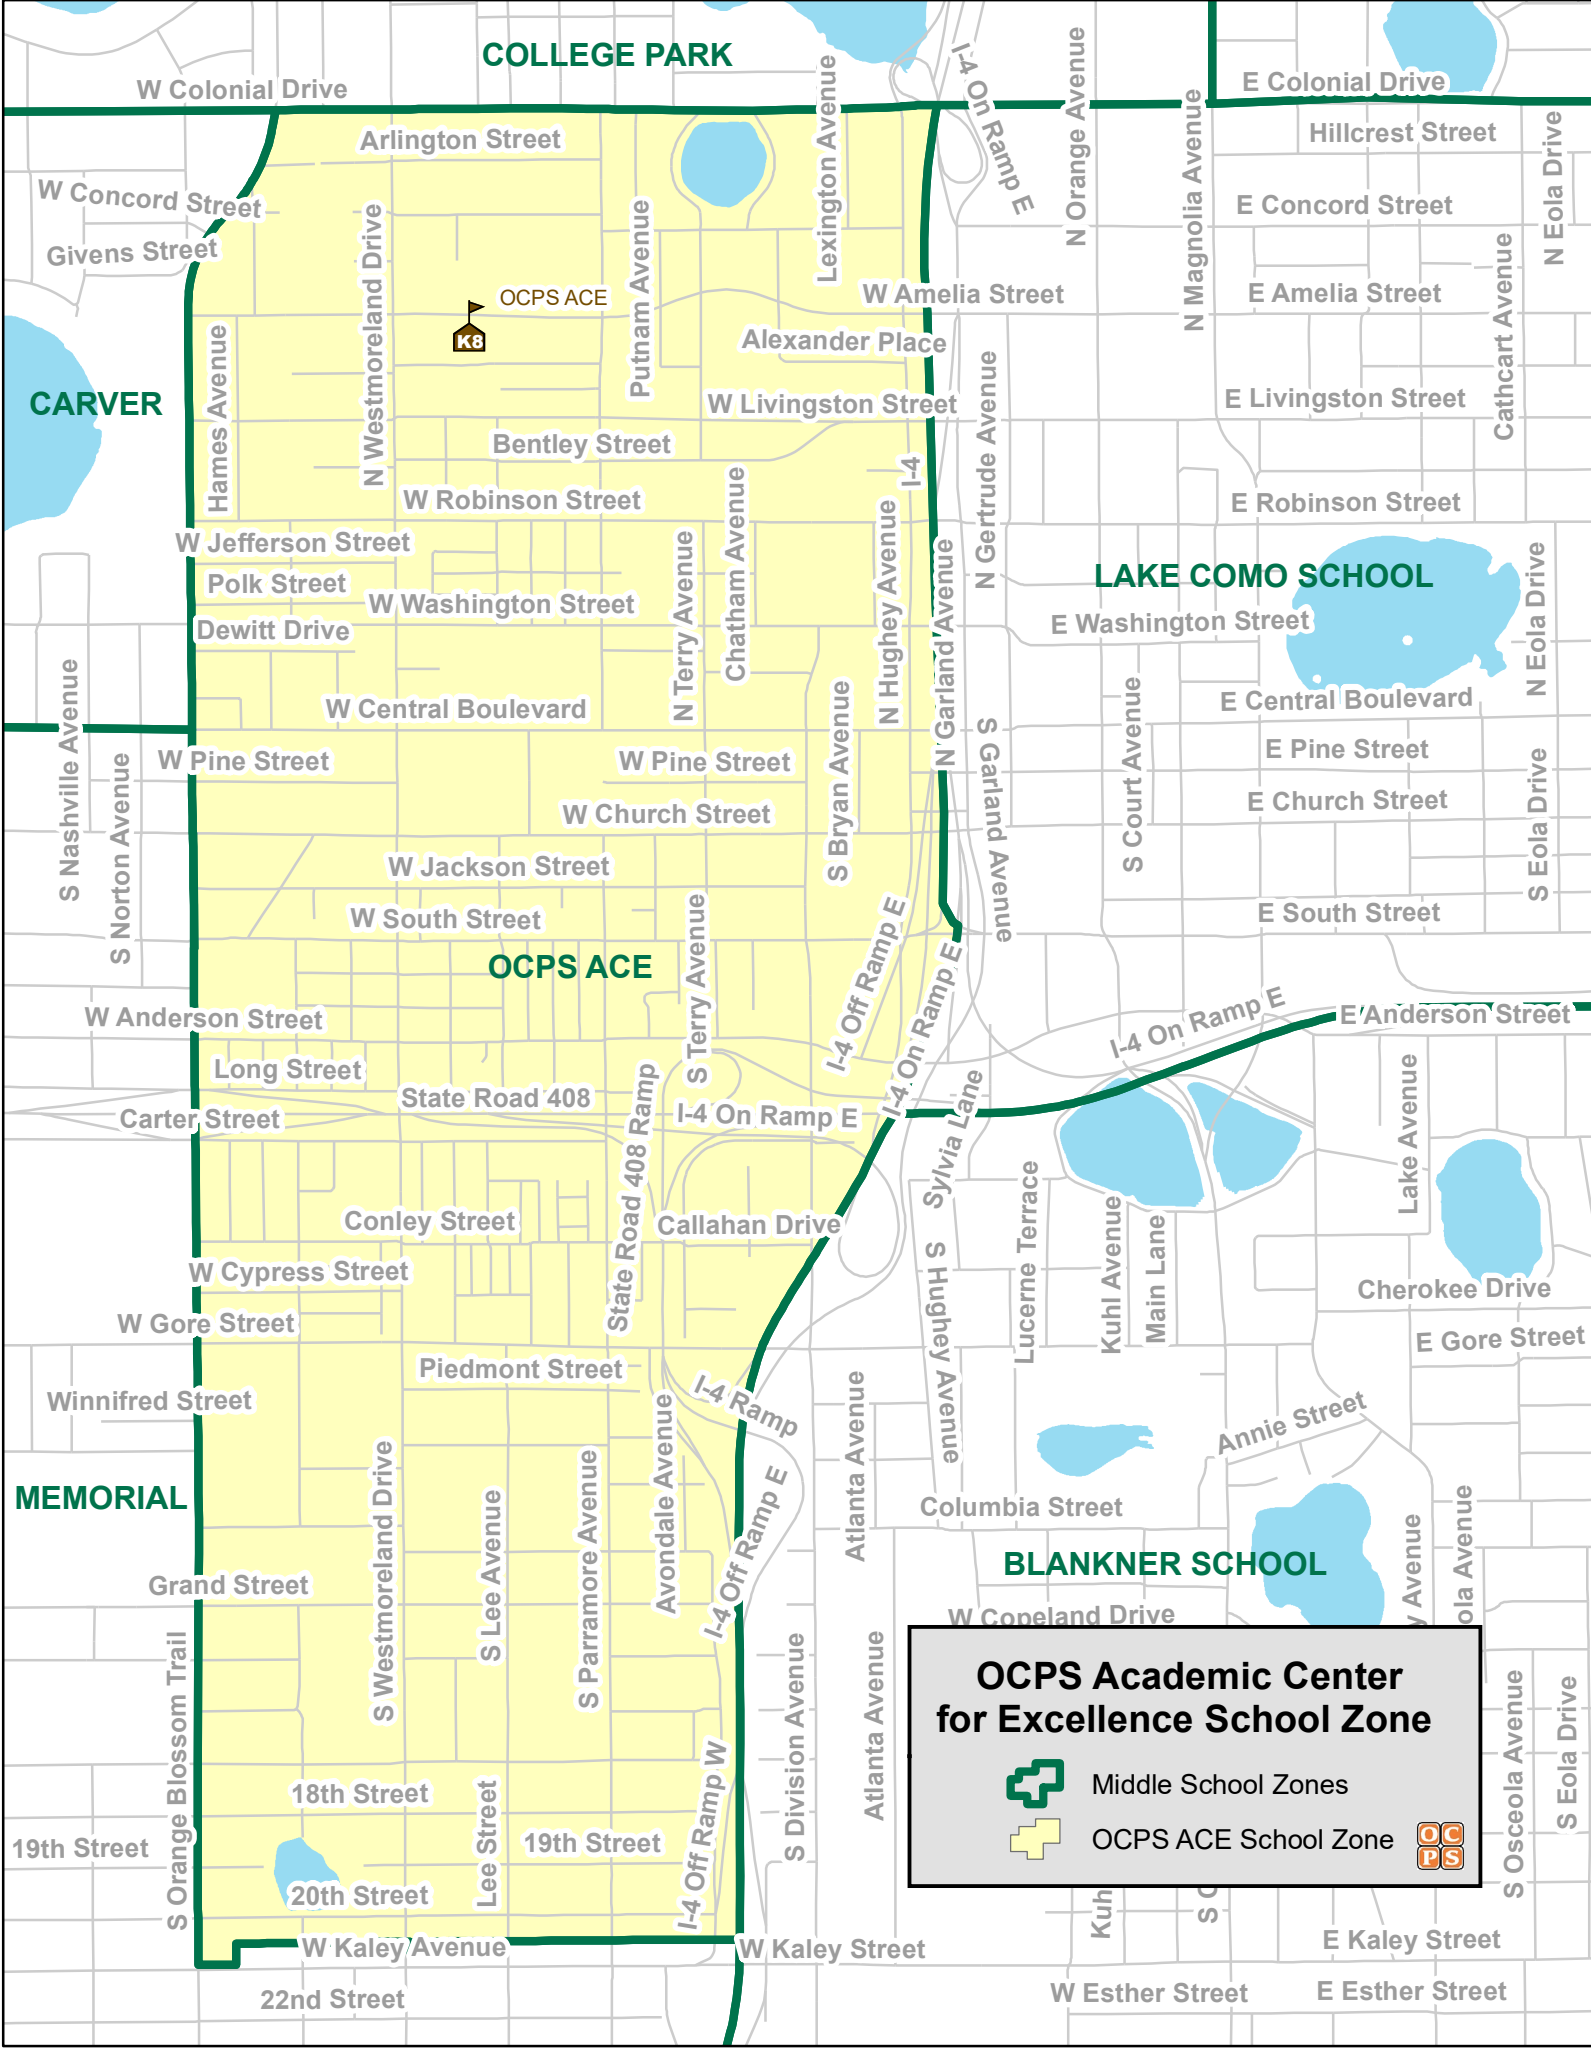 COLLEGE PARK
W Colonial Drive
E Colonial Drive
I-4 On Ramp E
N Orange Avenue
Lexington Avenue
N Magnolia Avenue
Hillcrest Street
N Eola Drive
Arlington Street
W Concord Street
E Concord Street
Givens Street
N Westmoreland Drive
Putnam Avenue
OCPS ACE
K8
W Amelia Street
E Amelia Street
Cathcart Avenue
Hames Avenue
Alexander Place
CARVER
W Livingston Street
E Livingston Street
N Gertrude Avenue
Bentley Street
I-4
W Robinson Street
E Robinson Street
Chatham Avenue
N Hughey Avenue
W Jefferson Street
N Terry Avenue
N Garland Avenue
LAKE COMO SCHOOL
N Eola Drive
Polk Street
W Washington Street
E Washington Street
Dewitt Drive
S Nashville Avenue
W Central Boulevard
E Central Boulevard
S Bryan Avenue
S Garland Avenue
S Court Avenue
W Pine Street
W Pine Street
E Pine Street
S Norton Avenue
S Eola Drive
W Church Street
E Church Street
W Jackson Street
W South Street
E South Street
OCPS ACE
S Terry Avenue
I-4 Off Ramp E
I-4 On Ramp E
W Anderson Street
I-4 On Ramp E
E Anderson Street
Long Street
State Road 408
State Road 408 Ramp
Carter Street
I-4 On Ramp E
Sylvia Lane
Lake Avenue
Lucerne Terrace
Kuhl Avenue
Main Lane
Conley Street
Callahan Drive
S Hughey Avenue
W Cypress Street
Cherokee Drive
W Gore Street
E Gore Street
Piedmont Street
I-4 Ramp
Winnifred Street
Atlanta Avenue
Annie Street
Avondale Avenue
S Westmoreland Drive
S Lee Avenue
S Parramore Avenue
I-4 Off Ramp E
MEMORIAL
Columbia Street
BLANKNER SCHOOL
Grand Street
W Copeland Drive
y Avenue
ola Avenue
S Orange Blossom Trail
S Division Avenue
Atlanta Avenue
OCPS Academic Center
for Excellence School Zone
Middle School Zones
OCPS ACE School Zone
OC
PS
S Osceola Avenue
S Eola Drive
I-4 Off Ramp W
18th Street
Lee Street
19th Street
19th Street
20th Street
Kuh
S
W Kaley Avenue
W Kaley Street
E Kaley Street
22nd Street
W Esther Street
E Esther Street